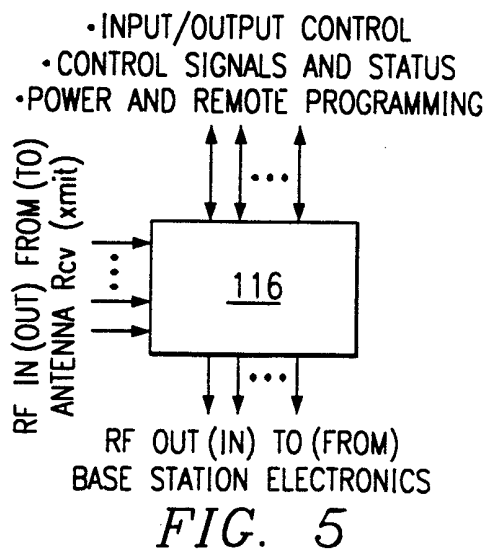 •INPUT/OUTPUT CONTROL
•CONTROL SIGNALS AND STATUS
•POWER AND REMOTE PROGRAMMING
RF IN (OUT) FROM (TO)
ANTENNA Rcv (xmit)
116
RF OUT (IN) TO (FROM)
BASE STATION ELECTRONICS
FIG. 5